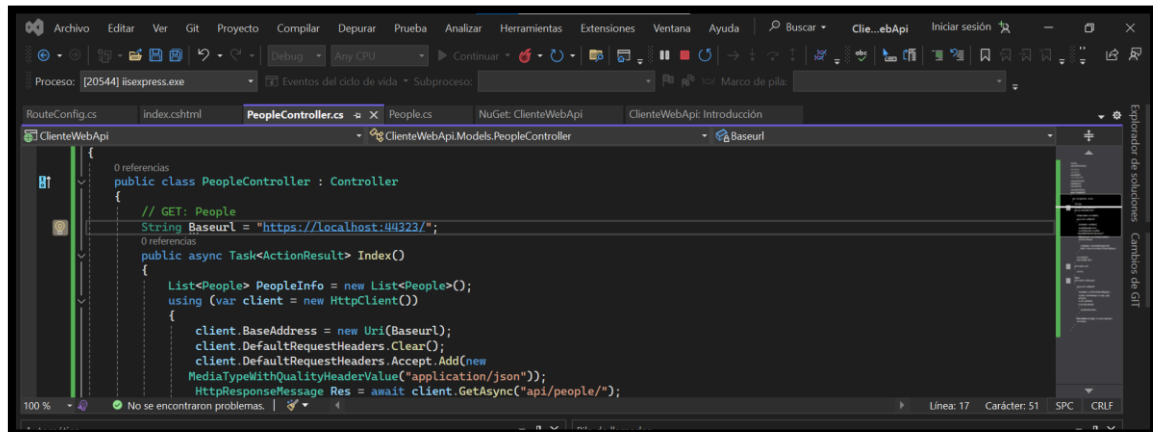 Archivo Editar Ver Git Proyecto Compilar Depurar Prueba Analizar Herramientas Extensiones Ventana Ayuda Buscar Clie...ebApi Iniciar sesión
Debug Any CPU Continuar
Proceso: [20544] iisexpress.exe Eventos del ciclo de vida Subproceso: Marco de pila:
RouteConfig.cs index.cshtml PeopleController.cs People.cs NuGet: ClienteWebApi ClienteWebApi: Introducción
ClienteWebApi ClienteWebApi.Models.PeopleController Baseurl
{
0 referencias
public class PeopleController : Controller
{
// GET: People
String Baseurl = "https://localhost:44323/";
0 referencias
public async Task<ActionResult> Index()
{
List<People> PeopleInfo = new List<People>();
using (var client = new HttpClient())
{
client.BaseAddress = new Uri(Baseurl);
client.DefaultRequestHeaders.Clear();
client.DefaultRequestHeaders.Accept.Add(new
MediaTypeWithQualityHeaderValue("application/json"));
HttpResponseMessage Res = await client.GetAsync("api/people/");
100 % No se encontraron problemas. Línea: 17 Carácter: 51 SPC CRLF
Explorador de soluciones
Cambios de GIT